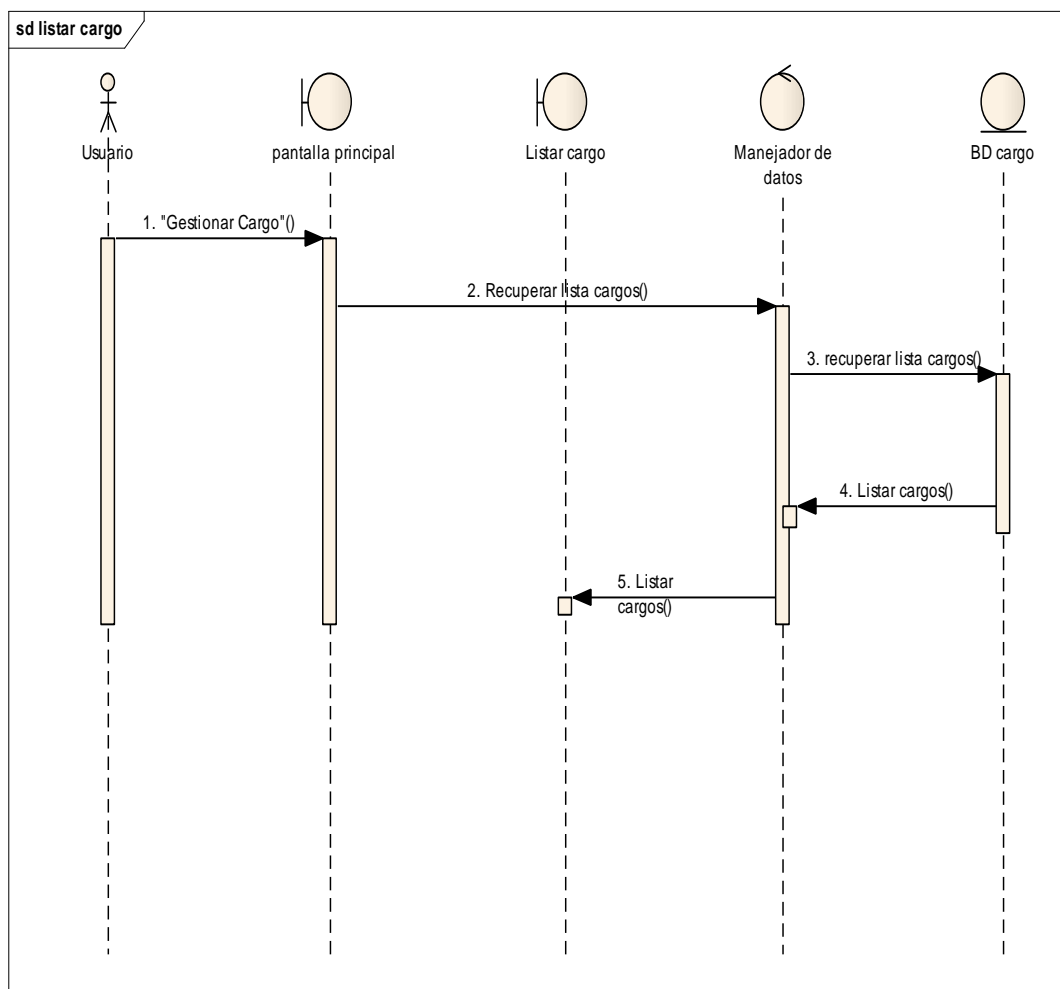 sd listar cargo
Usuario
pantalla principal
Listar cargo
Manejador de
datos
BD cargo
1. "Gestionar Cargo"()
2. Recuperar lista cargos()
3. recuperar lista cargos()
4. Listar cargos()
5. Listar
cargos()